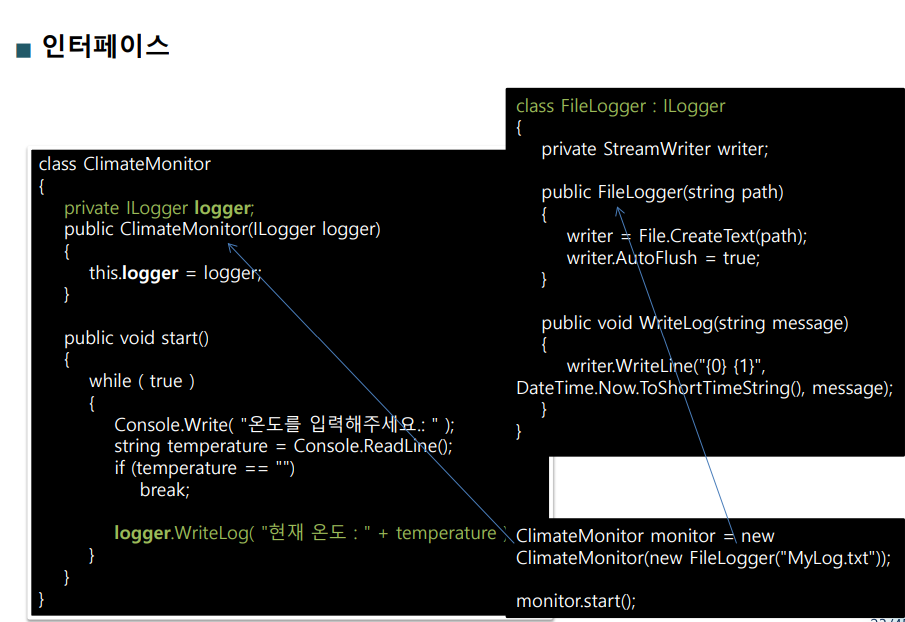 인터페이스
class ClimateMonitor
{
private ILogger logger;
public ClimateMonitor(ILogger logger)
{
this.logger = logger;
}
public void start()
{
while ( true )
{
Console.Write( "온도를 입력해주세요.: " );
string temperature = Console.ReadLine();
if (temperature == "")
break;
logger.WriteLog( "현재 온도 : " + temperature
}
}
}
class FileLogger : ILogger
{
private StreamWriter writer;
public FileLogger(string path)
{
writer = File.CreateText(path);
writer.AutoFlush = true;
}
public void WriteLog(string message)
{
writer.WriteLine("{0} {1}",
DateTime.Now.ToShortTimeString(), message);
}
}
ClimateMonitor monitor = new
ClimateMonitor(new FileLogger("MyLog.txt"));
monitor.start();